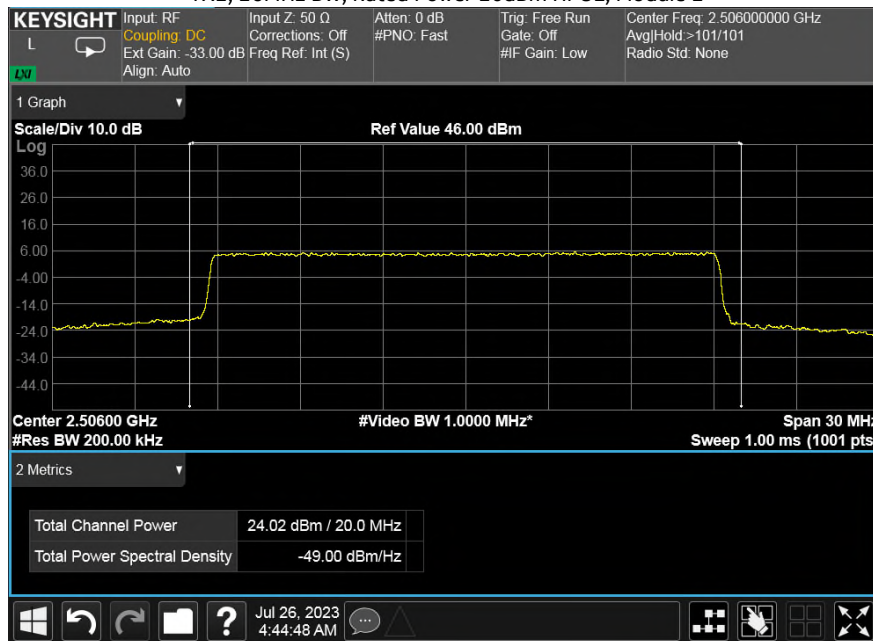 KEYSIGHT Input: RF Input Z: 50 Ω Atten: 0 dB Trig: Free Run Center Freq: 2.506000000 GHz
L Coupling: DC Corrections: Off #PNO: Fast Gate: Off Avg|Hold:>101/101
Ext Gain: -33.00 dB Freq Ref: Int (S) #IF Gain: Low Radio Std: None
LXI Align: Auto
1 Graph
Scale/Div 10.0 dB Ref Value 46.00 dBm
Log
36.0
26.0
16.0
6.00
-4.00
-14.0
-24.0
-34.0
-44.0
Center 2.50600 GHz #Video BW 1.0000 MHz* Span 30 MHz
#Res BW 200.00 kHz Sweep 1.00 ms (1001 pts
2 Metrics
Total Channel Power 24.02 dBm / 20.0 MHz
Total Power Spectral Density -49.00 dBm/Hz
? Jul 26, 2023
4:44:48 AM